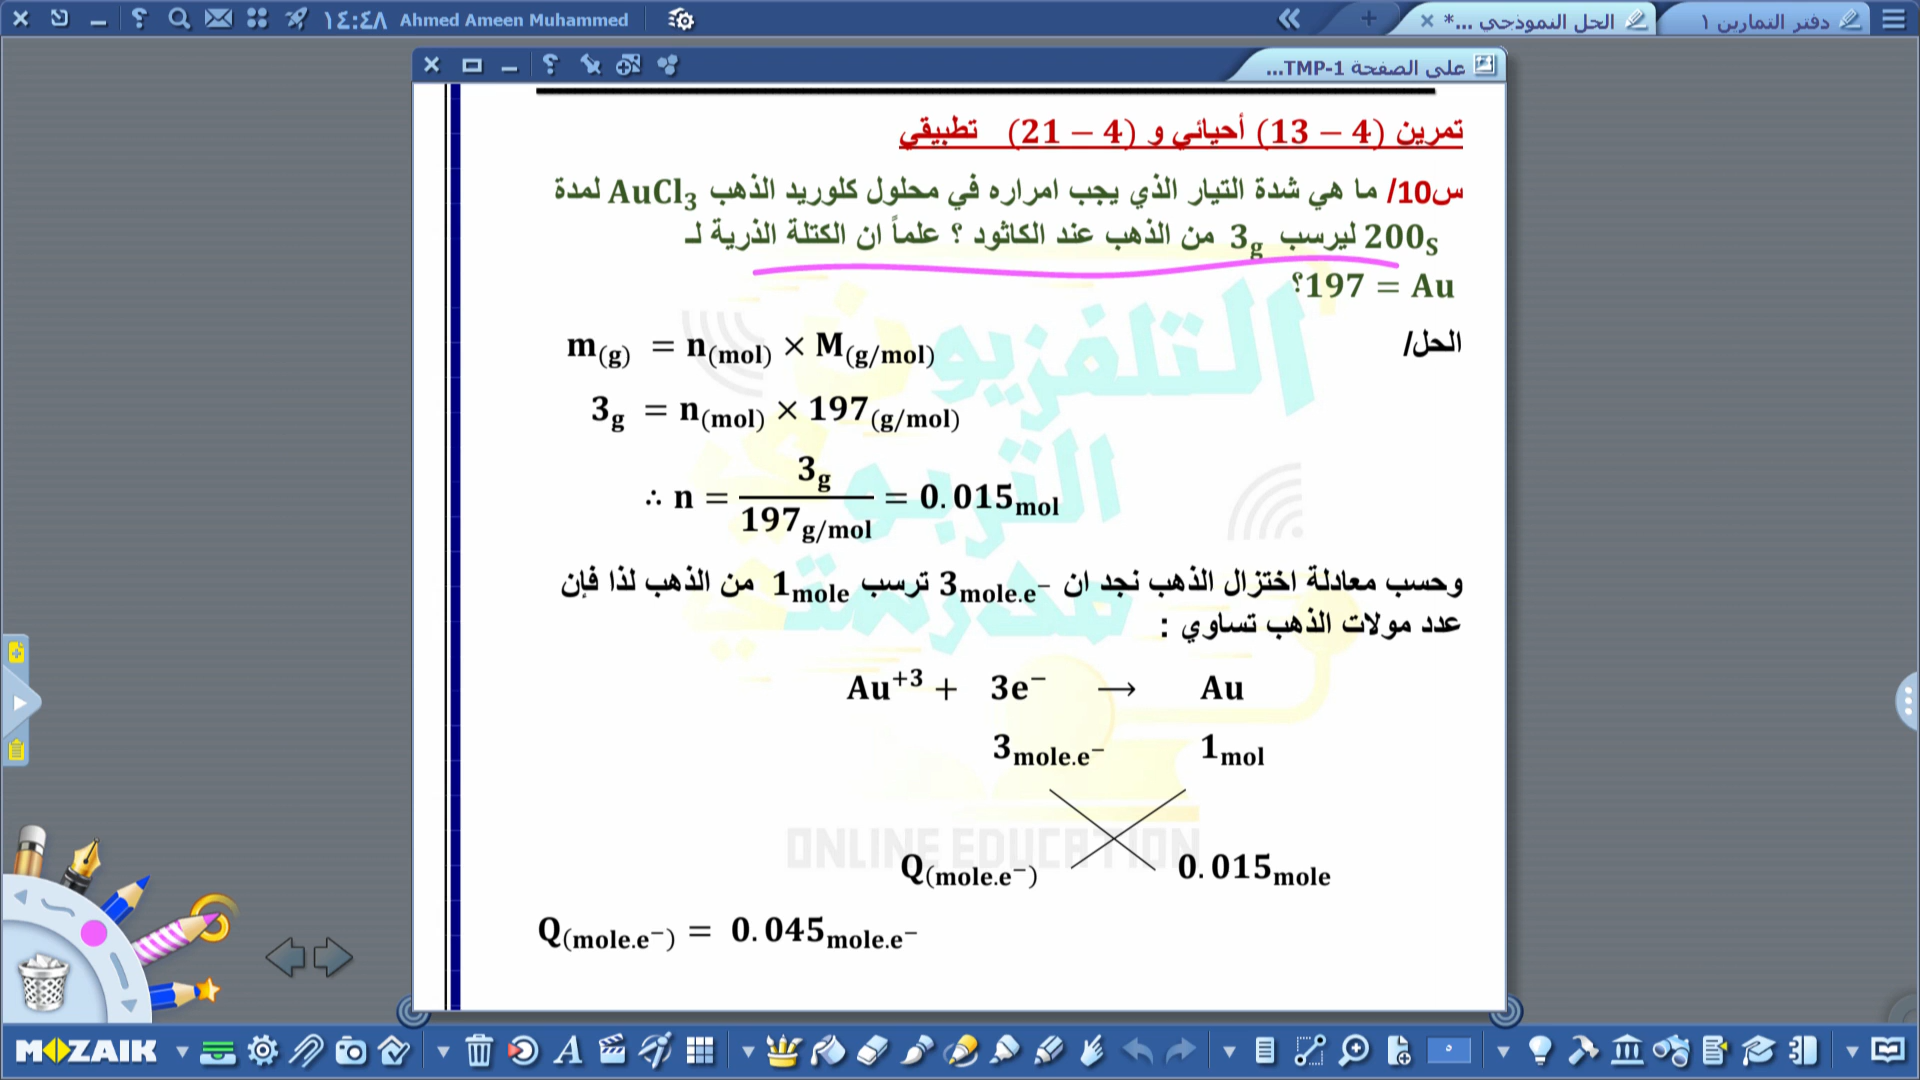 ١٤:٤٨ Ahmed Ameen Muhammed
الحل النموذجي ...*
دفتر التمارين ١
على الصفحة TMP-1...
تمرين (4 – 13) أحيائي و (4 – 21) تطبيقي
س10/ ما هي شدة التيار الذي يجب امراره في محلول كلوريد الذهب AuCl₃ لمدة
200s ليرسب 3g من الذهب عند الكاثود ؟ علماً ان الكتلة الذرية لـ
Au = 197؟
الحل/
m(g) = n(mol) × M(g/mol)
3g = n(mol) × 197(g/mol)
∴ n = 3g / 197g/mol = 0.015mol
وحسب معادلة اختزال الذهب نجد ان 3mole.e⁻ ترسب 1mole من الذهب لذا فإن
عدد مولات الذهب تساوي :
Au⁺³ + 3e⁻ → Au
3mole.e⁻ 1mol
Q(mole.e⁻) 0.015mole
Q(mole.e⁻) = 0.045mole.e⁻
التلفزيون
التربوي
مدرستي
ONLINE EDUCATION
MOZAIK